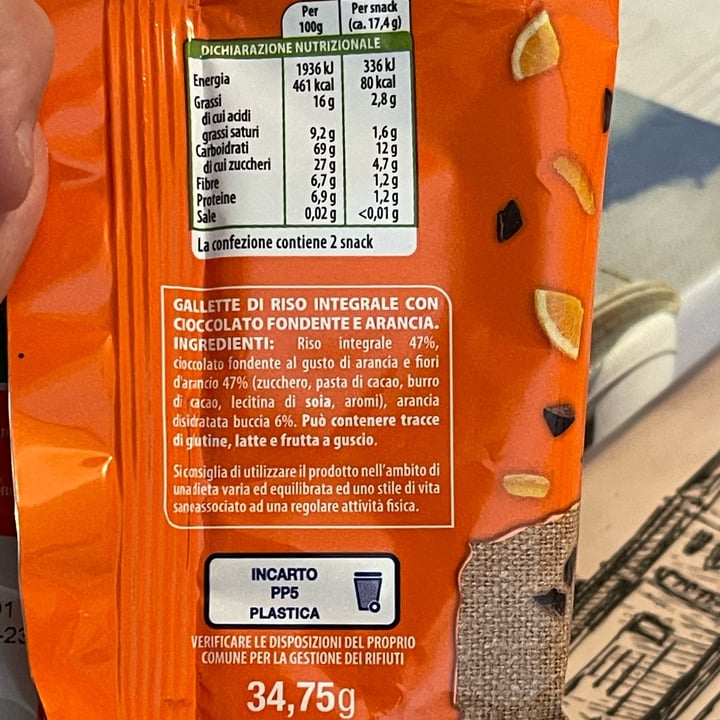 Per 100g Per snack (ca. 17,4 g)
DICHIARAZIONE NUTRIZIONALE
Energia 1936 kJ 336 kJ
461 kcal 80 kcal
Grassi 16 g 2,8 g
di cui acidi
grassi saturi 9,2 g 1,6 g
Carboidrati 69 g 12 g
di cui zuccheri 27 g 4,7 g
Fibre 6,7 g 1,2 g
Proteine 6,9 g 1,2 g
Sale 0,02 g <0,01 g
La confezione contiene 2 snack
GALLETTE DI RISO INTEGRALE CON
CIOCCOLATO FONDENTE E ARANCIA.
INGREDIENTI: Riso integrale 47%,
cioccolato fondente al gusto di arancia e fiori
d'arancio 47% (zucchero, pasta di cacao, burro
di cacao, lecitina di soia, aromi), arancia
disidratata buccia 6%. Può contenere tracce
di glutine, latte e frutta a guscio.
Si consiglia di utilizzare il prodotto nell'ambito di
una dieta varia ed equilibrata ed uno stile di vita
sano associato ad una regolare attività fisica.
INCARTO
PP5
PLASTICA
VERIFICARE LE DISPOSIZIONI DEL PROPRIO
COMUNE PER LA GESTIONE DEI RIFIUTI
34,75g